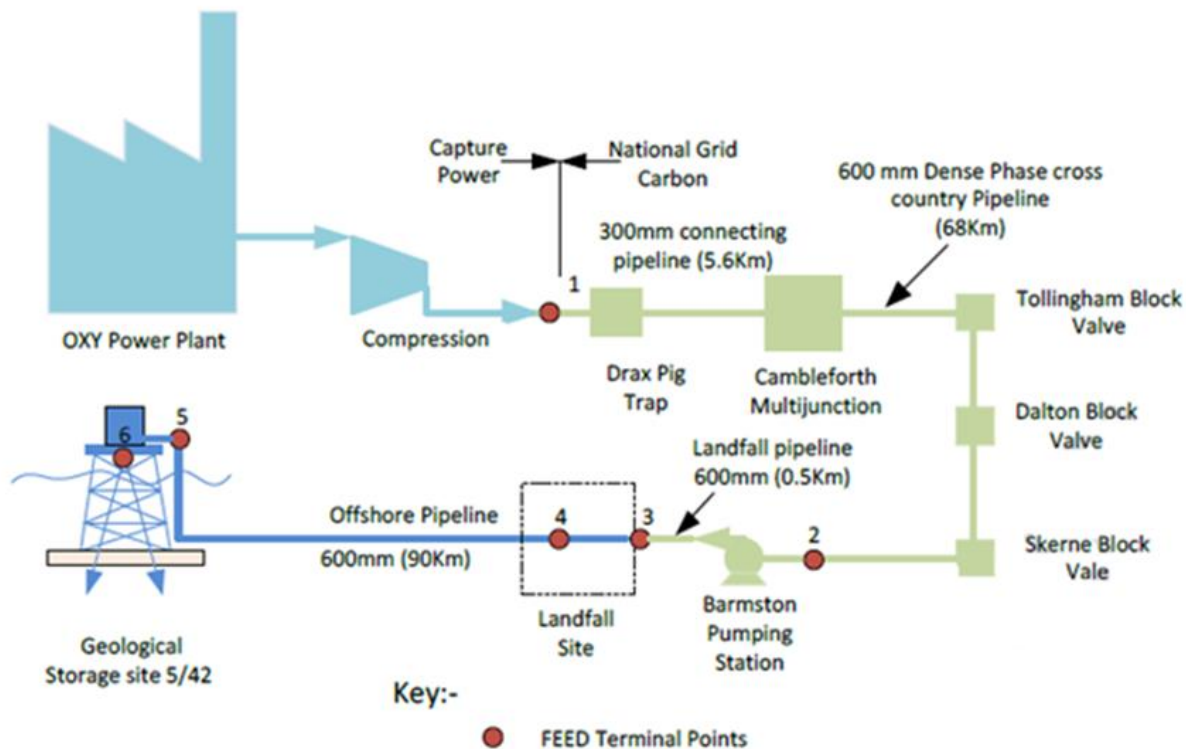 Capture
Power
National Grid
Carbon
600 mm Dense Phase cross
country Pipeline
(68Km)
300mm connecting
pipeline (5.6Km)
1
OXY Power Plant
Compression
Drax Pig
Trap
Cambleforth
Multijunction
Tollingham Block
Valve
Dalton Block
Valve
Skerne Block
Vale
Landfall pipeline
600mm (0.5Km)
5
6
Offshore Pipeline
600mm (90Km)
4
3
2
Landfall
Site
Barmston
Pumping
Station
Geological
Storage site 5/42
Key:-
FEED Terminal Points